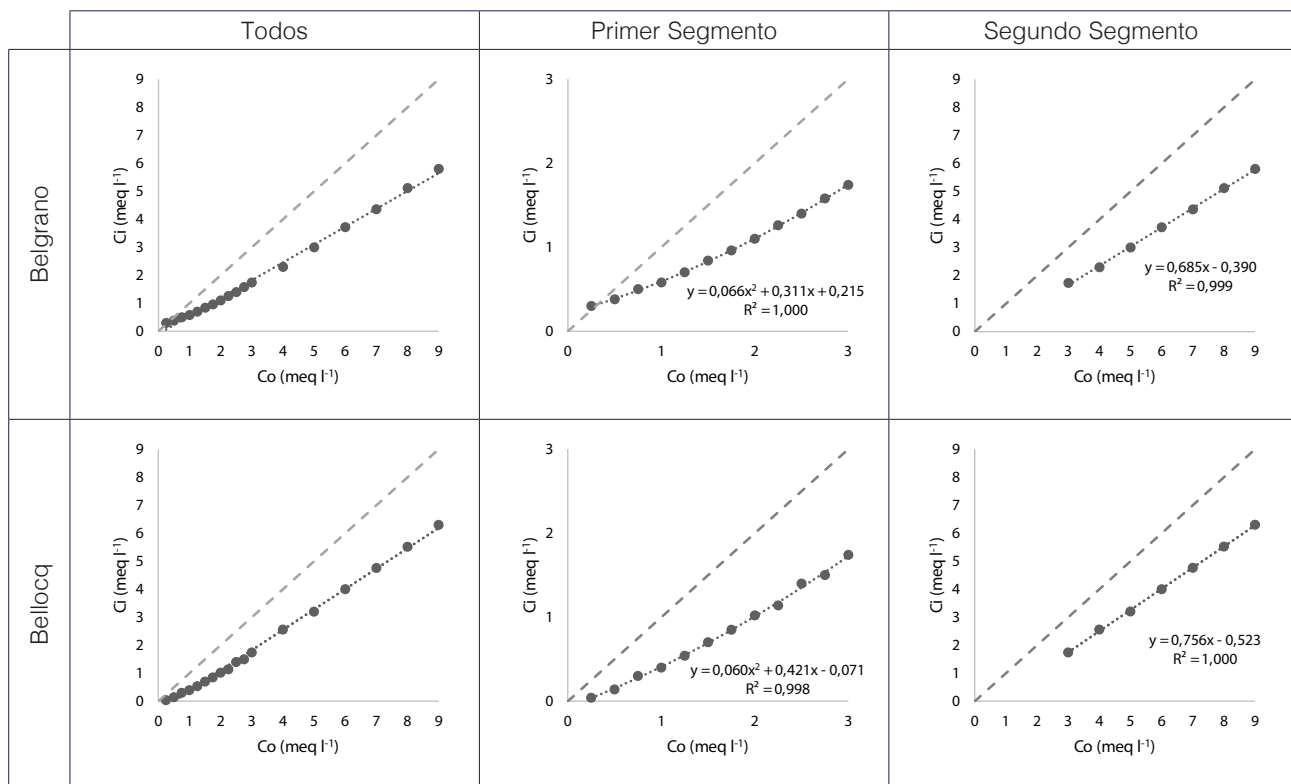 Todos
Primer Segmento
Segundo Segmento
Belgrano
Ci (meq l⁻¹)
9
8
7
6
5
4
3
2
1
0
0 1 2 3 4 5 6 7 8 9
Co (meq l⁻¹)
Ci (meq l⁻¹)
3
2
1
0
y = 0,066x² + 0,311x + 0,215
R² = 1,000
0 1 2 3
Co (meq l⁻¹)
Ci (meq l⁻¹)
9
8
7
6
5
4
3
2
1
0
y = 0,685x - 0,390
R² = 0,999
0 1 2 3 4 5 6 7 8 9
Co (meq l⁻¹)
Bellocq
Ci (meq l⁻¹)
9
8
7
6
5
4
3
2
1
0
0 1 2 3 4 5 6 7 8 9
Co (meq l⁻¹)
Ci (meq l⁻¹)
3
2
1
0
y = 0,060x² + 0,421x - 0,071
R² = 0,998
0 1 2 3
Co (meq l⁻¹)
Ci (meq l⁻¹)
9
8
7
6
5
4
3
2
1
0
y = 0,756x - 0,523
R² = 1,000
0 1 2 3 4 5 6 7 8 9
Co (meq l⁻¹)